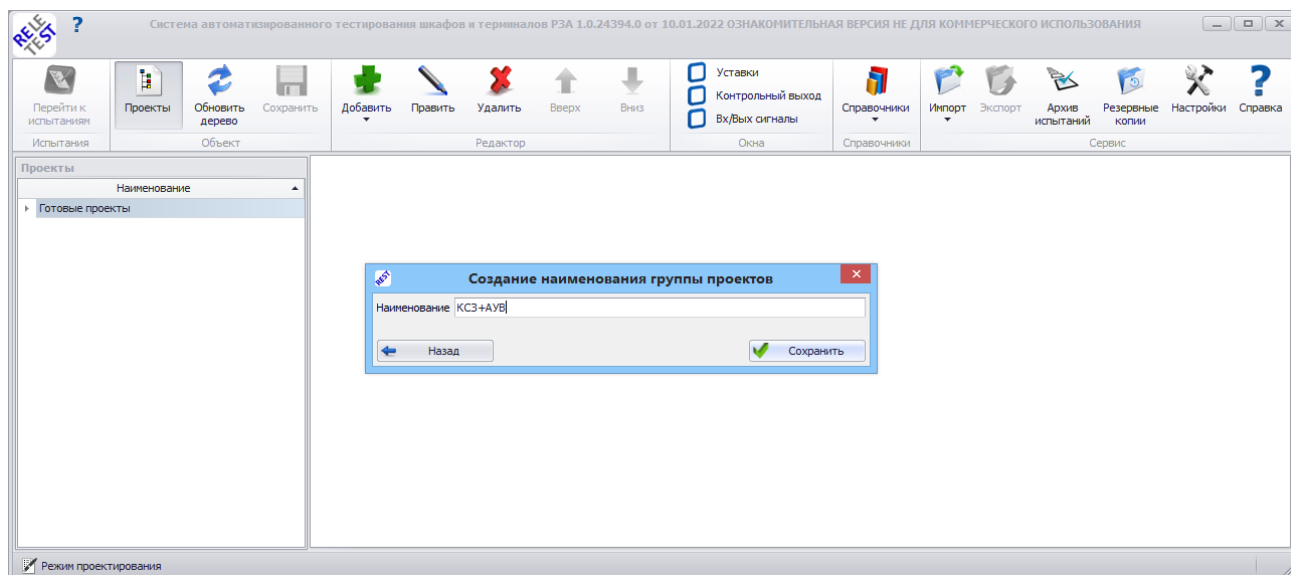 RELE TEST
?
Система автоматизированного тестирования шкафов и терминалов РЗА 1.0.24394.0 от 10.01.2022 ОЗНАКОМИТЕЛЬНАЯ ВЕРСИЯ НЕ ДЛЯ КОММЕРЧЕСКОГО ИСПОЛЬЗОВАНИЯ
Перейти к испытаниям
Проекты
Обновить дерево
Сохранить
Добавить
Править
Удалить
Вверх
Вниз
Уставки
Контрольный выход
Вх/Вых сигналы
Справочники
Импорт
Экспорт
Архив испытаний
Резервные копии
Настройки
Справка
Испытания
Объект
Редактор
Окна
Справочники
Сервис
Проекты
Наименование
Готовые проекты
REST
Создание наименования группы проектов
Наименование КСЗ+АУВ
Назад
Сохранить
Режим проектирования